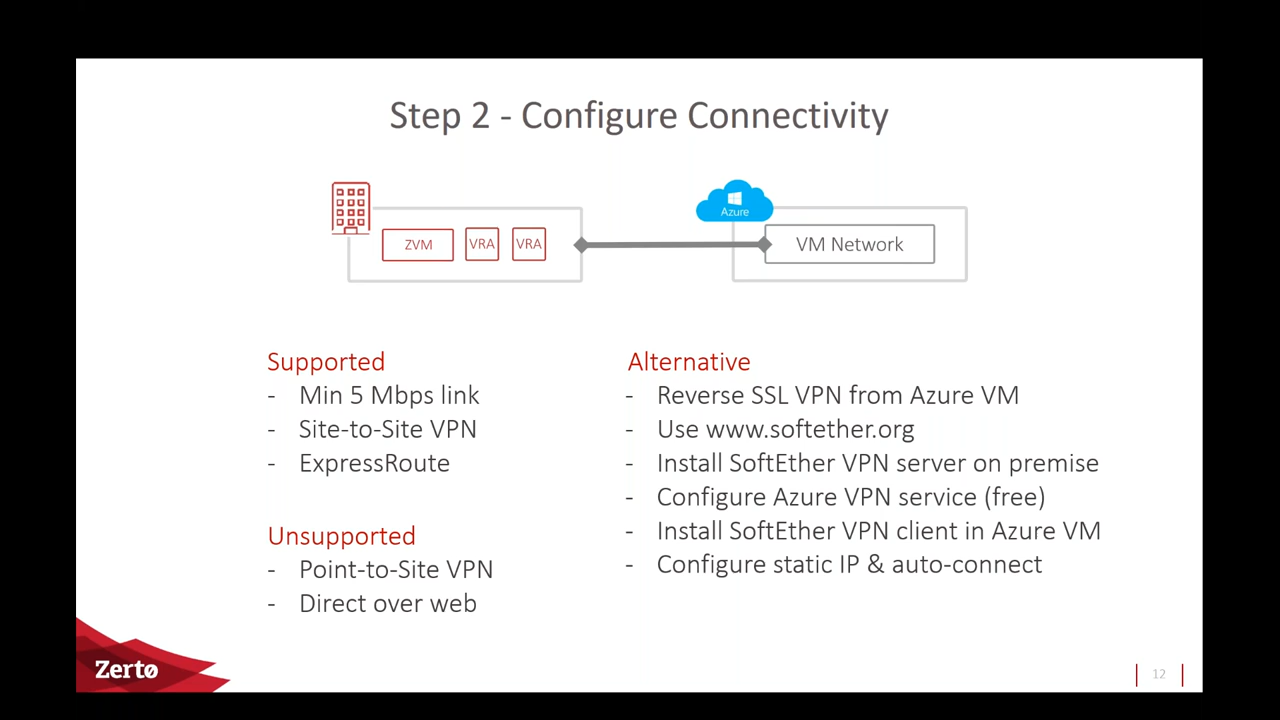 Step 2 - Configure Connectivity
Azure
ZVM
VRA
VRA
VM Network
Supported
- Min 5 Mbps link
- Site-to-Site VPN
- ExpressRoute
Unsupported
- Point-to-Site VPN
- Direct over web
Alternative
- Reverse SSL VPN from Azure VM
- Use www.softether.org
- Install SoftEther VPN server on premise
- Configure Azure VPN service (free)
- Install SoftEther VPN client in Azure VM
- Configure static IP & auto-connect
Zerto
12